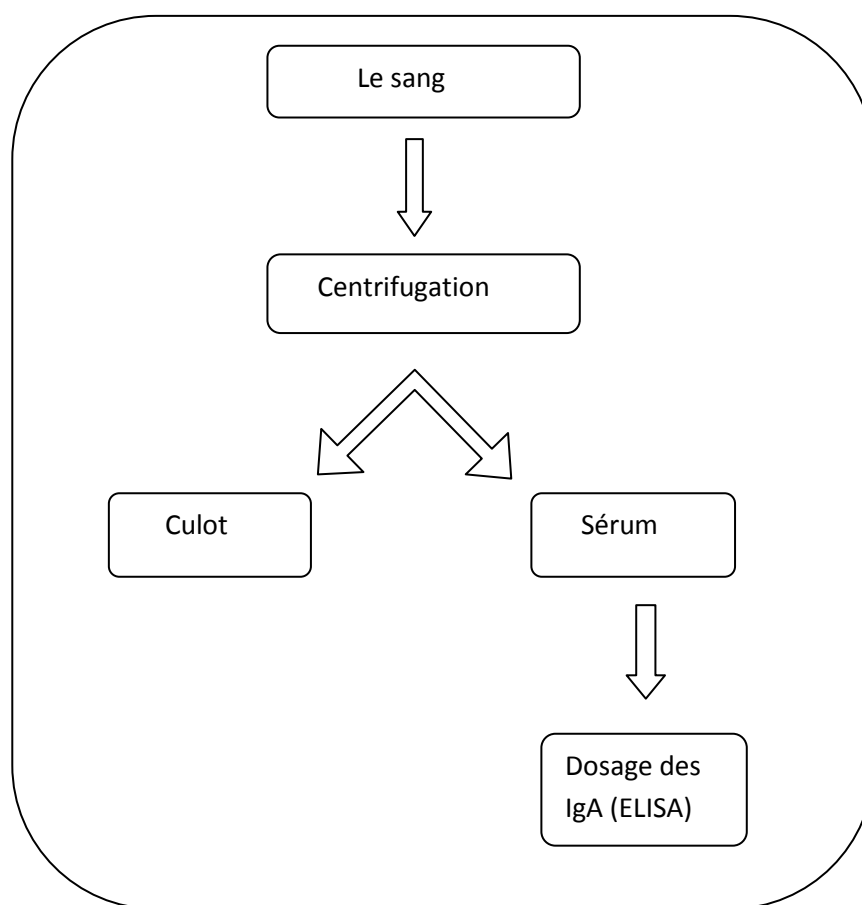 Le sang
Centrifugation
Culot
Sérum
Dosage des
IgA (ELISA)